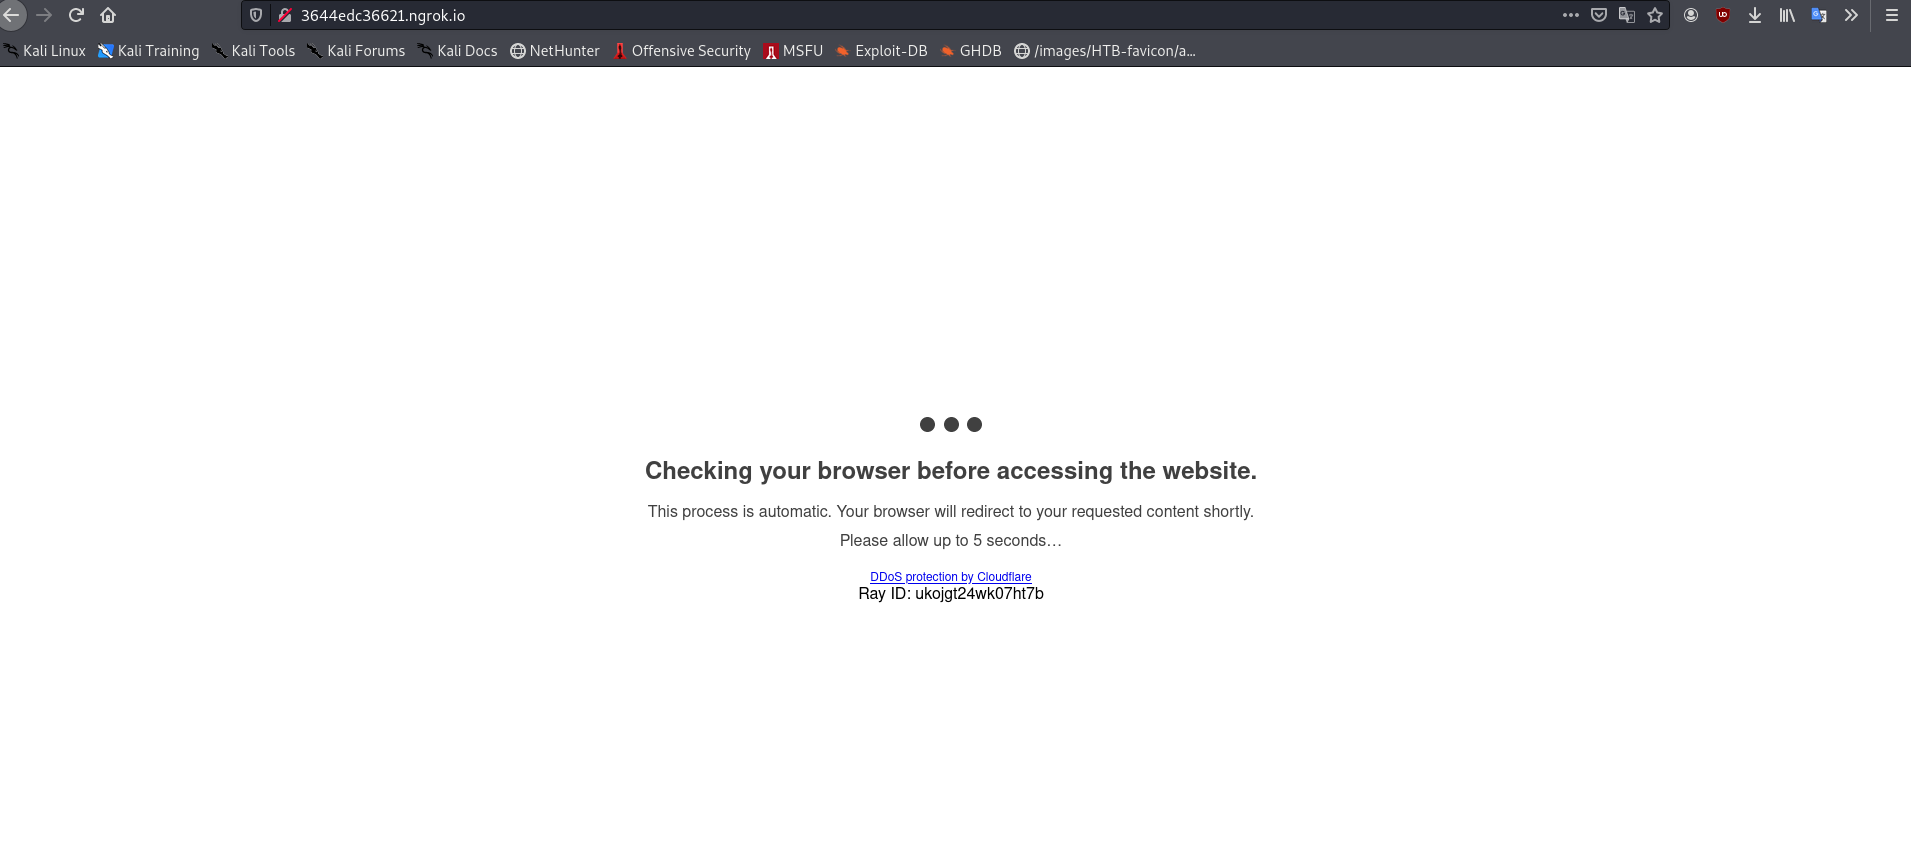 3644edc36621.ngrok.io
Kali Linux Kali Training Kali Tools Kali Forums Kali Docs NetHunter Offensive Security MSFU Exploit-DB GHDB /images/HTB-favicon/a...
Checking your browser before accessing the website.
This process is automatic. Your browser will redirect to your requested content shortly.
Please allow up to 5 seconds…
DDoS protection by Cloudflare
Ray ID: ukojgt24wk07ht7b